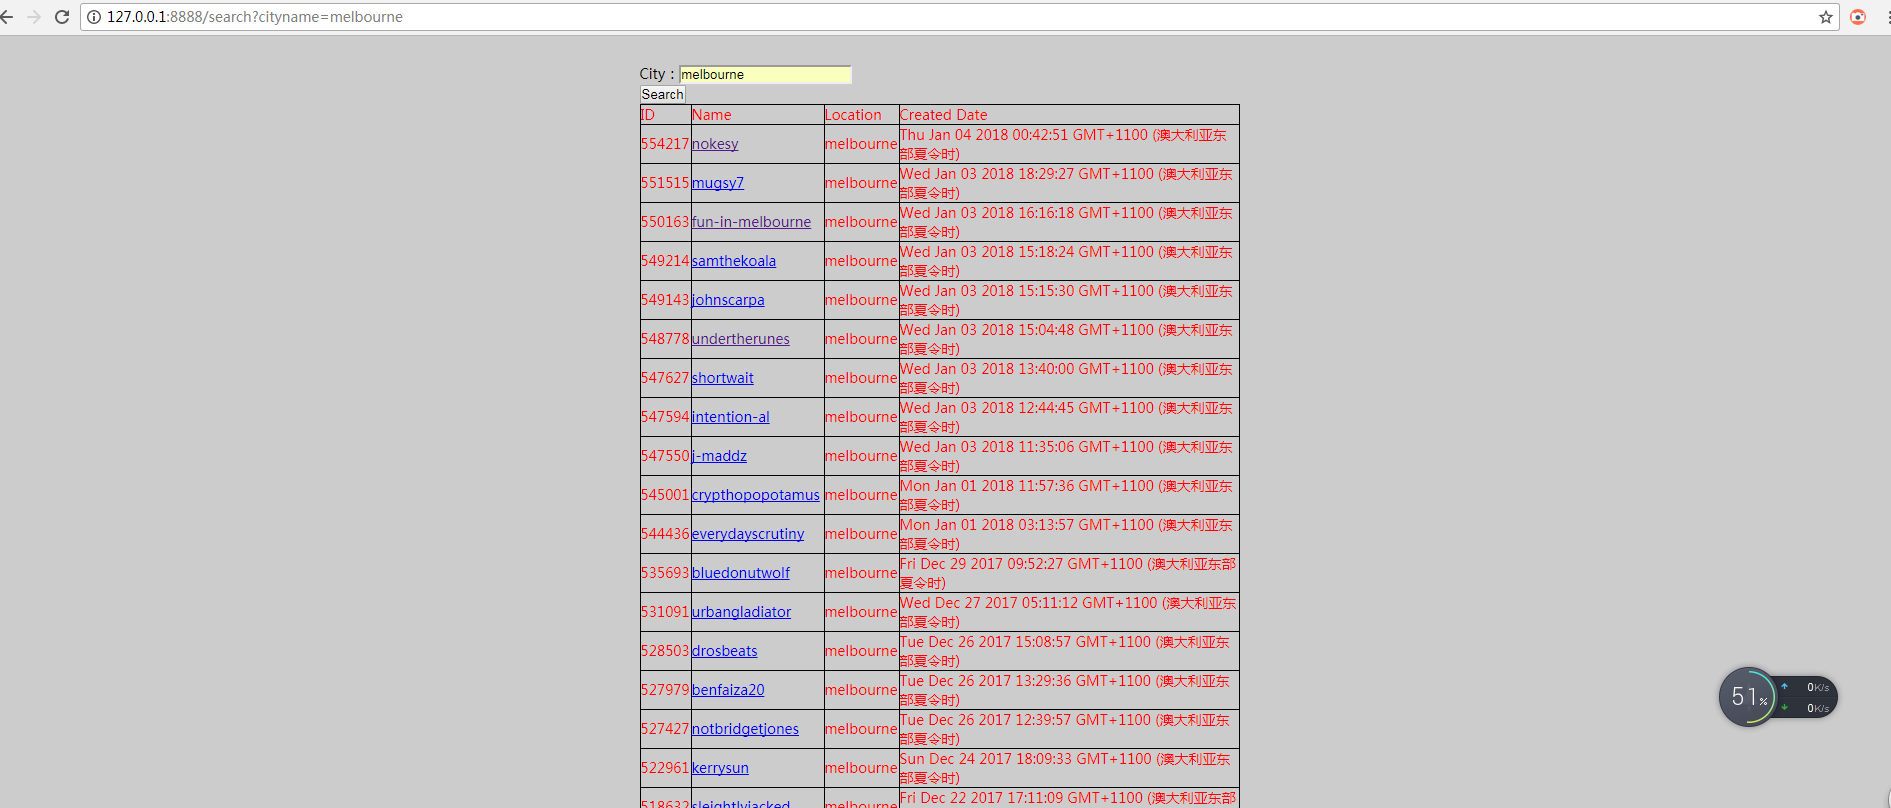 127.0.0.1:8888/search?cityname=melbourne
City : melbourne
Search
ID Name Location Created Date
554217 nokesy melbourne Thu Jan 04 2018 00:42:51 GMT+1100 (澳大利亚东
部夏令时)
551515 mugsy7 melbourne Wed Jan 03 2018 18:29:27 GMT+1100 (澳大利亚东
部夏令时)
550163 fun-in-melbourne melbourne Wed Jan 03 2018 16:16:18 GMT+1100 (澳大利亚东
部夏令时)
549214 samthekoala melbourne Wed Jan 03 2018 15:18:24 GMT+1100 (澳大利亚东
部夏令时)
549143 johnscarpa melbourne Wed Jan 03 2018 15:15:30 GMT+1100 (澳大利亚东
部夏令时)
548778 undertherunes melbourne Wed Jan 03 2018 15:04:48 GMT+1100 (澳大利亚东
部夏令时)
547627 shortwait melbourne Wed Jan 03 2018 13:40:00 GMT+1100 (澳大利亚东
部夏令时)
547594 intention-al melbourne Wed Jan 03 2018 12:44:45 GMT+1100 (澳大利亚东
部夏令时)
547550 j-maddz melbourne Wed Jan 03 2018 11:35:06 GMT+1100 (澳大利亚东
部夏令时)
545001 crypthopopotamus melbourne Mon Jan 01 2018 11:57:36 GMT+1100 (澳大利亚东
部夏令时)
544436 everydayscrutiny melbourne Mon Jan 01 2018 03:13:57 GMT+1100 (澳大利亚东
部夏令时)
535693 bluedonutwolf melbourne Fri Dec 29 2017 09:52:27 GMT+1100 (澳大利亚东部
夏令时)
531091 urbangladiator melbourne Wed Dec 27 2017 05:11:12 GMT+1100 (澳大利亚东
部夏令时)
528503 drosbeats melbourne Tue Dec 26 2017 15:08:57 GMT+1100 (澳大利亚东
部夏令时)
527979 benfaiza20 melbourne Tue Dec 26 2017 13:29:36 GMT+1100 (澳大利亚东
部夏令时)
527427 notbridgetjones melbourne Tue Dec 26 2017 12:39:57 GMT+1100 (澳大利亚东
部夏令时)
522961 kerrysun melbourne Sun Dec 24 2017 18:09:33 GMT+1100 (澳大利亚东
部夏令时)
518632 sleightlyjacked melbourne Fri Dec 22 2017 17:11:09 GMT+1100 (澳大利亚东部
51%
0K/s
0K/s